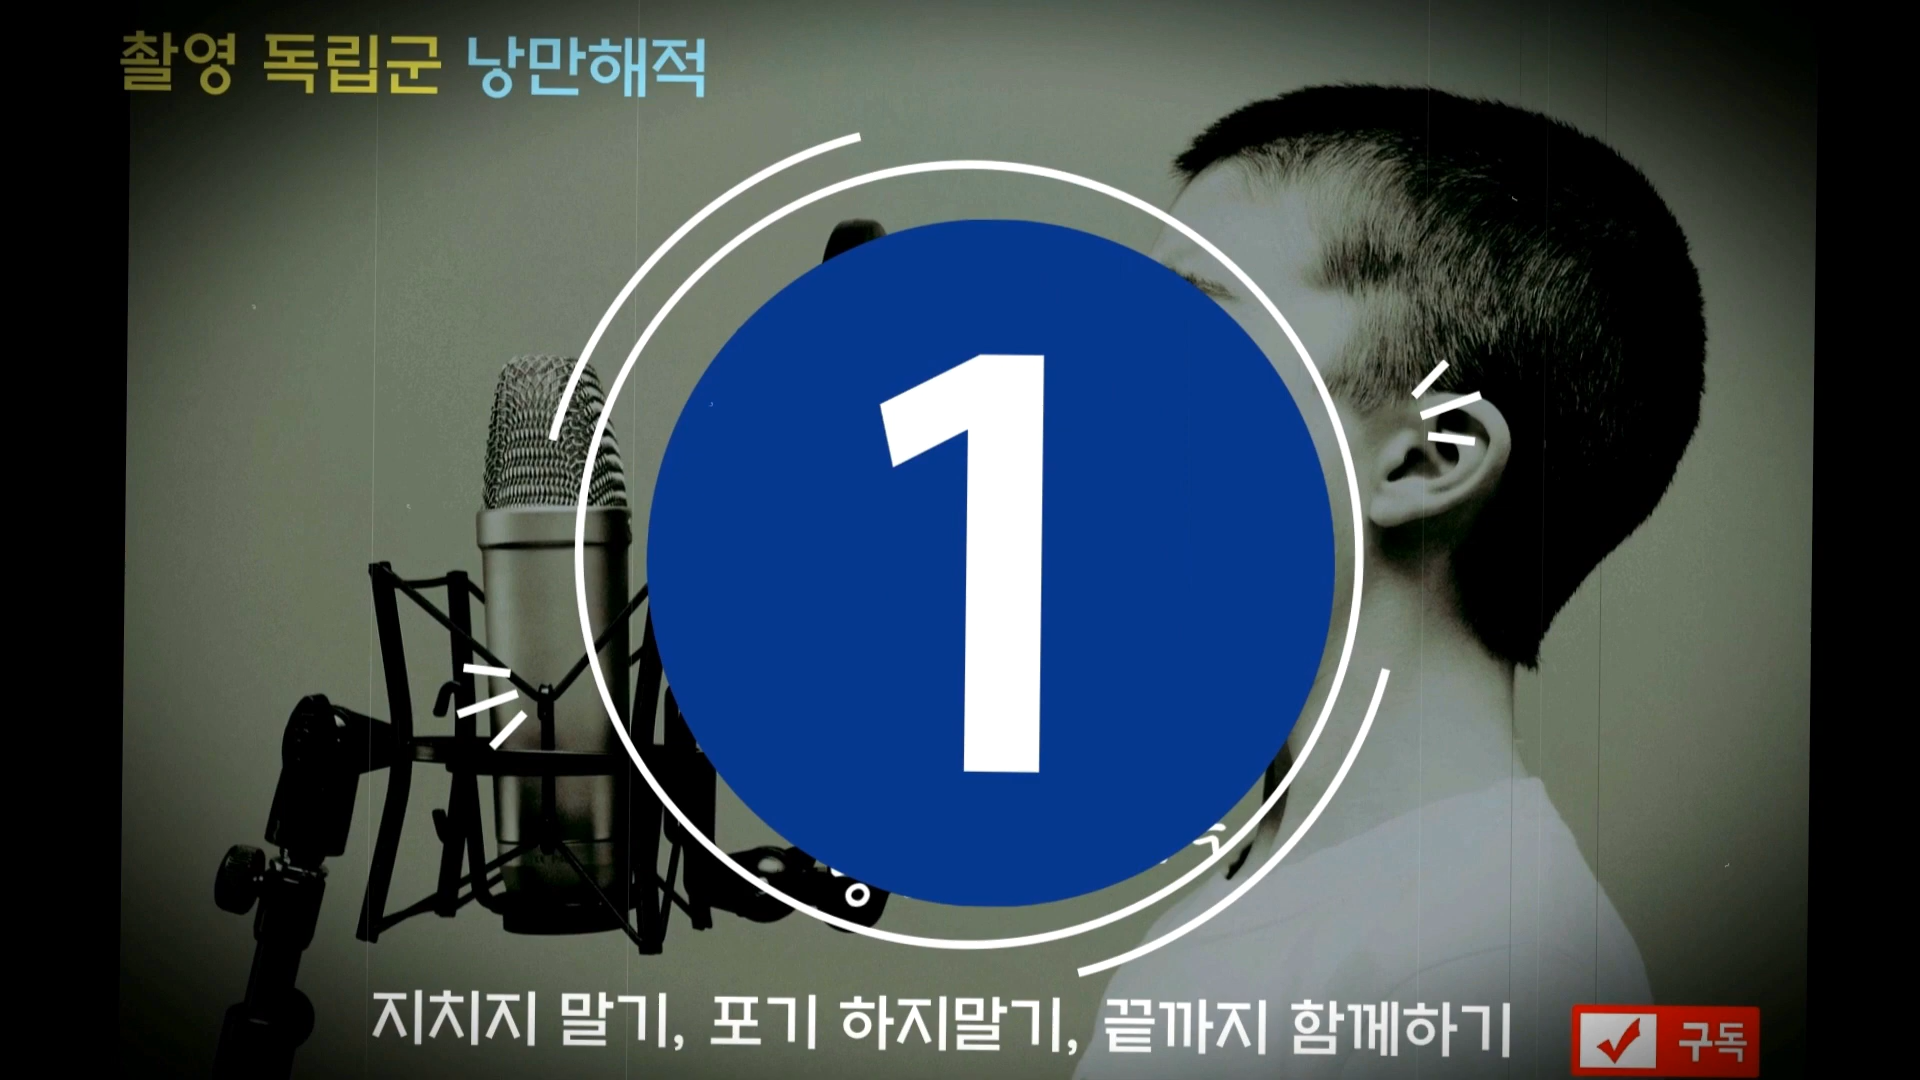 촬영 독립군 낭만해적
1
지치지 말기, 포기 하지말기, 끝까지 함께하기
구독